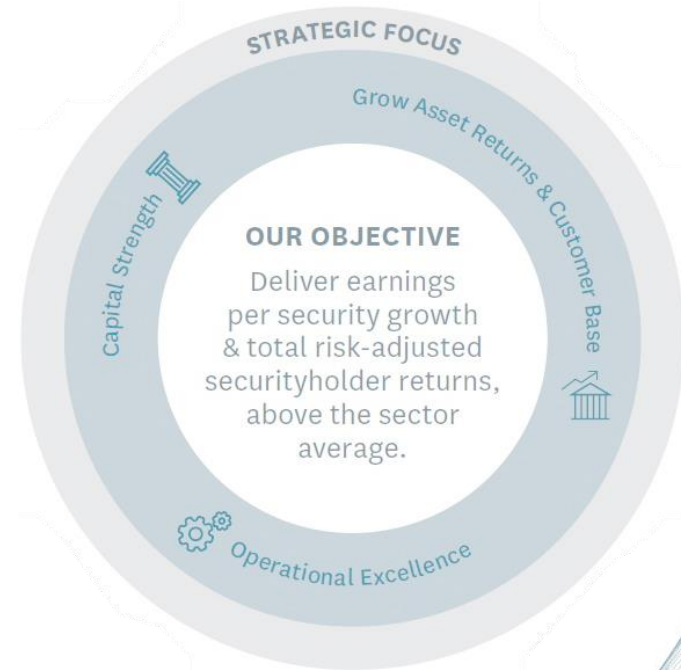 STRATEGIC FOCUS
Grow Asset Returns & Customer Base
Capital Strength
OUR OBJECTIVE
Deliver earnings
per security growth
& total risk-adjusted
securityholder returns,
above the sector
average.
Operational Excellence